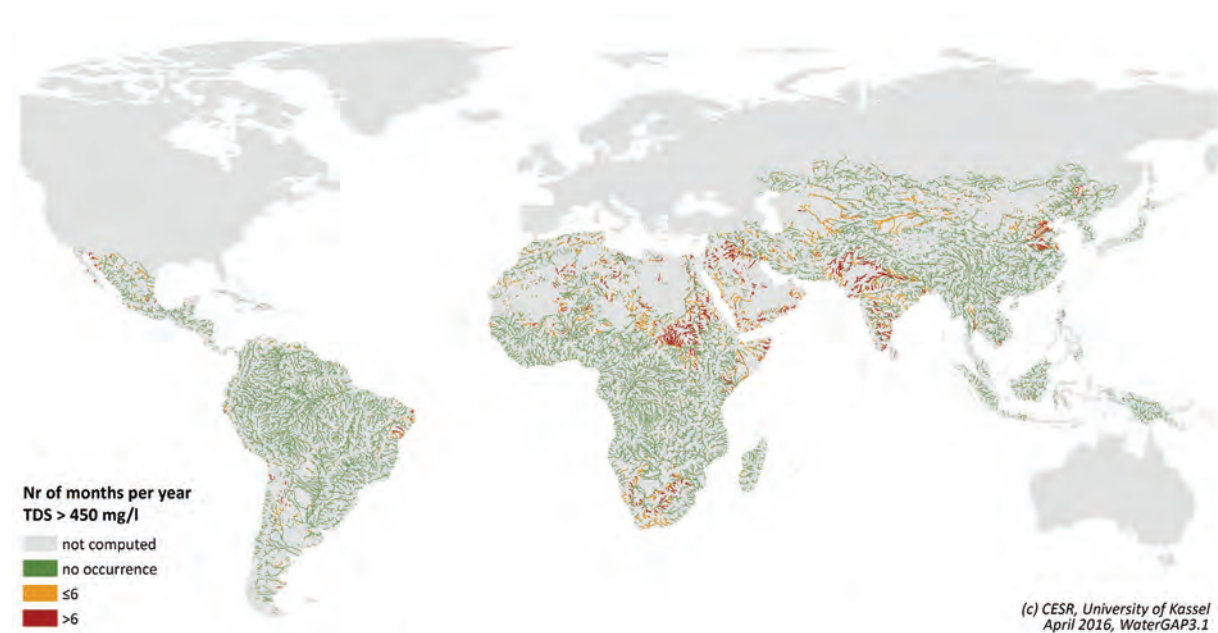 Nr of months per year
TDS > 450 mg/l
not computed
no occurrence
≤6
>6
(c) CESR, University of Kassel
April 2016, WaterGAP3.1